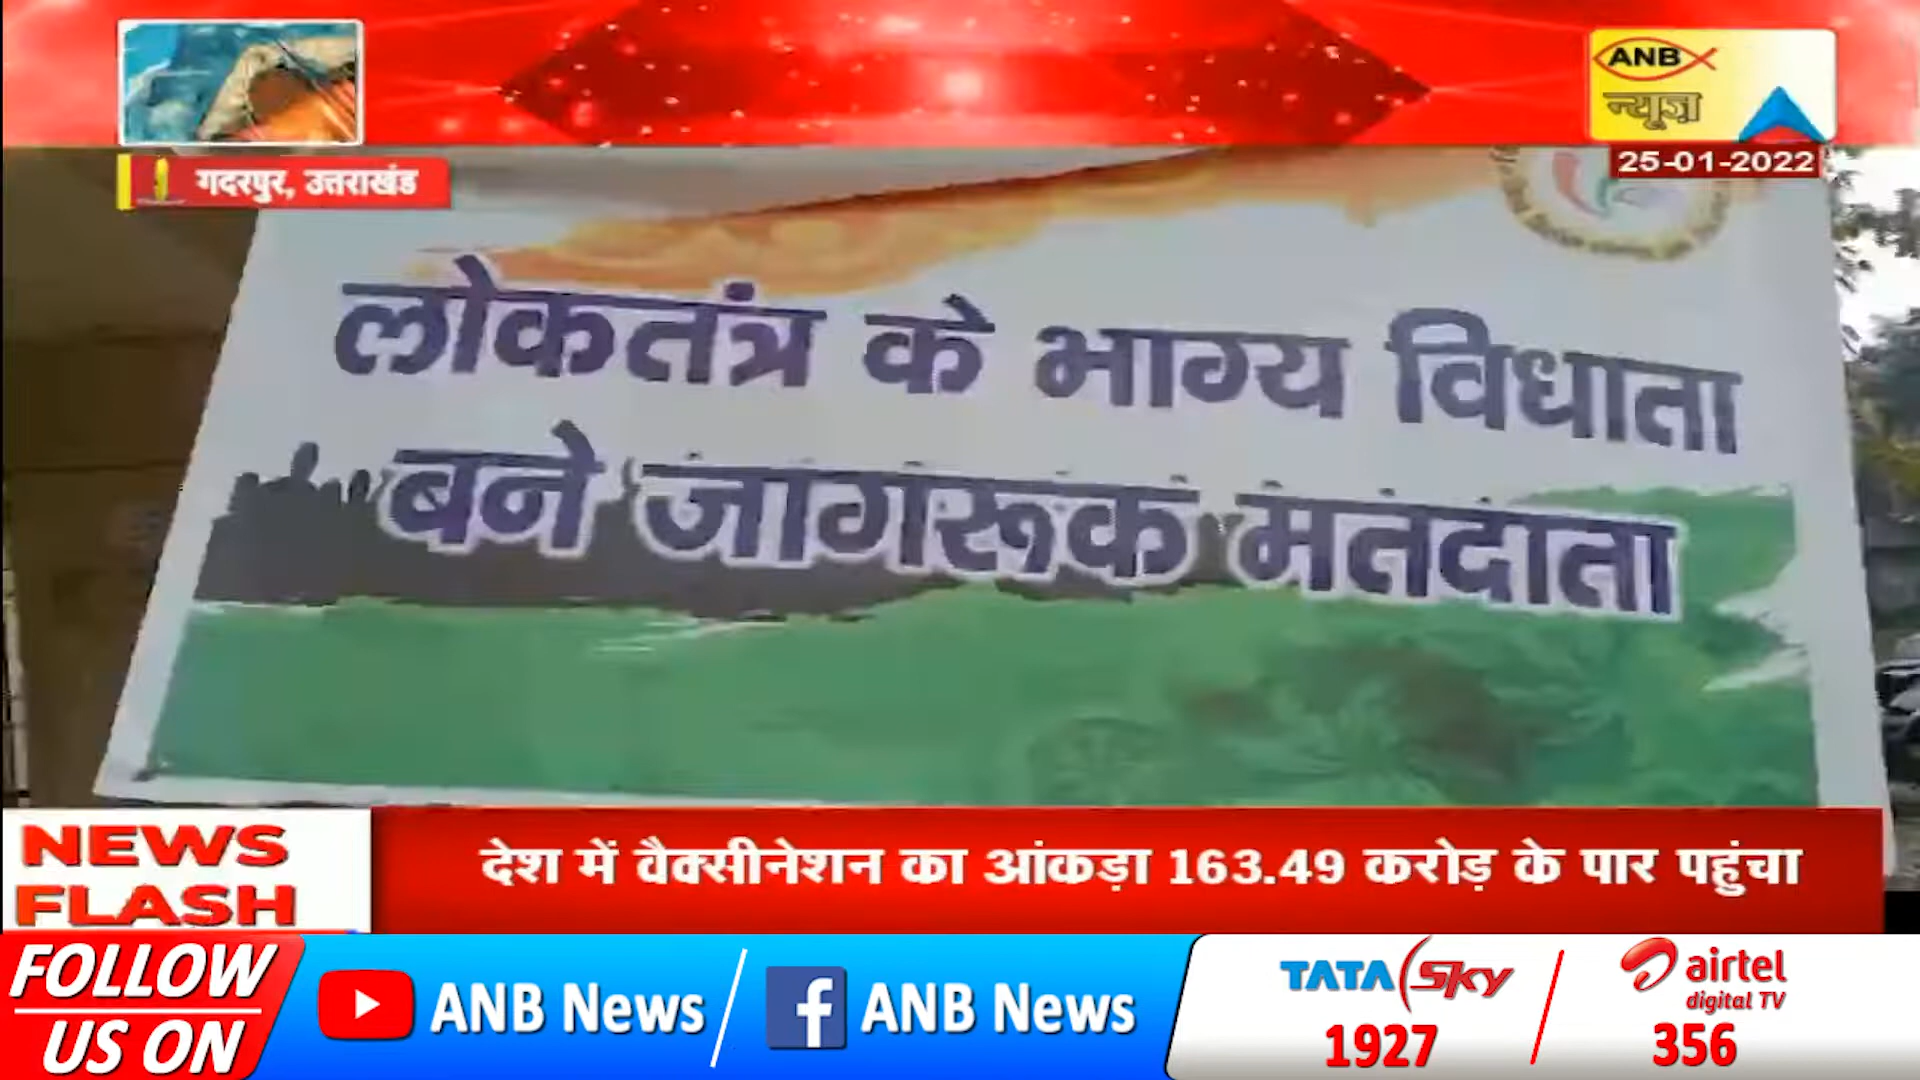 ANB
न्यूज़
25-01-2022
गदरपुर, उत्तराखंड
लोकतंत्र के भाग्य विधाता
बने जागरूक मतदाता
NEWS
FLASH
देश में वैक्सीनेशन का आंकड़ा 163.49 करोड़ के पार पहुंचा
FOLLOW
US ON
ANB News
ANB News
TATA Sky
1927
airtel
digital TV
356